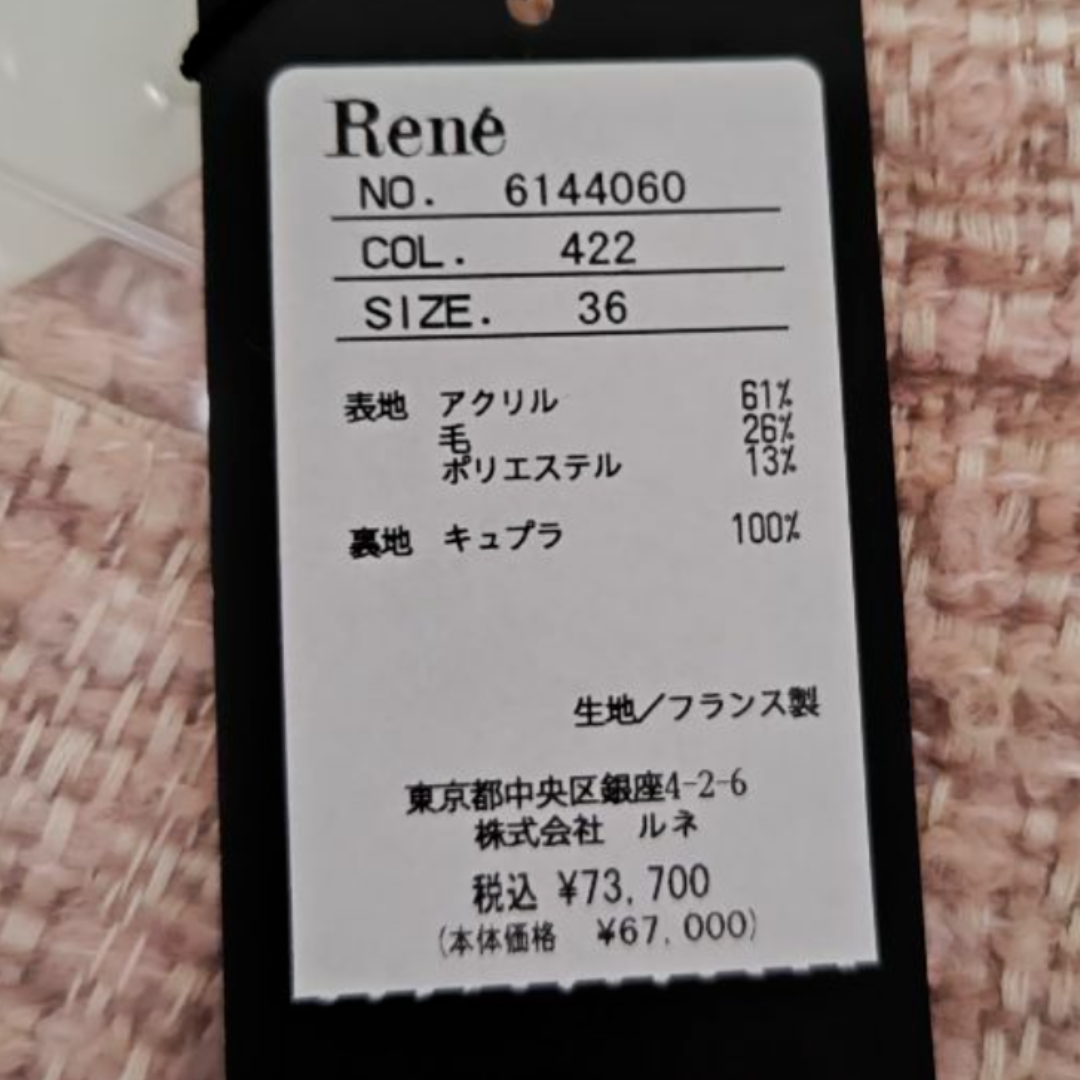 René
NO. 6144060
COL. 422
SIZE. 36
表地 アクリル 61%
毛 26%
ポリエステル 13%
裏地 キュプラ 100%
生地/フランス製
東京都中央区銀座4-2-6
株式会社 ルネ
税込 ¥73,700
(本体価格 ¥67,000)